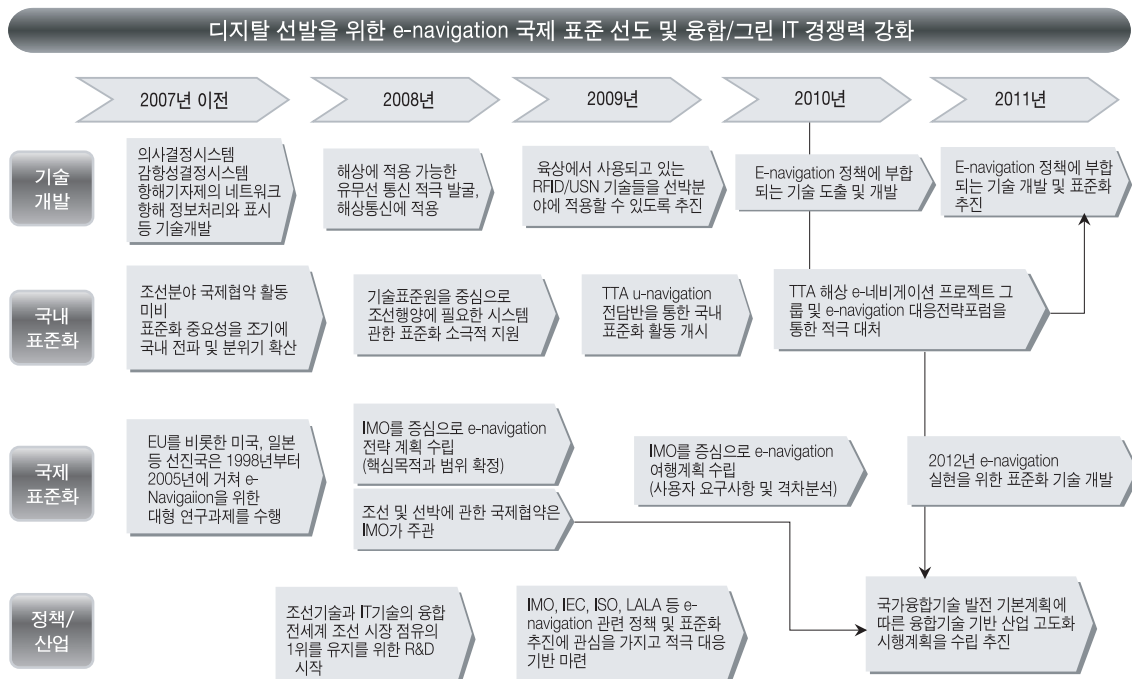 디지탈 선발을 위한 e-navigation 국제 표준 선도 및 융합/그린 IT 경쟁력 강화
2007년 이전
2008년
2009년
2010년
2011년
기술
개발
의사결정시스템
감항성결정시스템
항해기자제의 네트워크
항해 정보처리와 표시
등 기술개발
해상에 적용 가능한
유무선 통신 적극 발굴,
해상통신에 적용
육상에서 사용되고 있는
RFID/USN 기술들을 선박분
야에 적용할 수 있도록 추진
E-navigation 정책에 부합
되는 기술 도출 및 개발
E-navigation 정책에 부합
되는 기술 개발 및 표준화
추진
국내
표준화
조선분야 국제협약 활동
미비
표준화 중요성을 조기에
국내 전파 및 분위기 확산
기술표준원을 중심으로
조선행양에 필요한 시스템
관한 표준화 소극적 지원
TTA u-navigation
전담반을 통한 국내
표준화 활동 개시
TTA 해상 e-네비게이션 프로젝트 그
룹 및 e-navigation 대응전략포럼을
통한 적극 대처
국제
표준화
EU를 비롯한 미국, 일본
등 선진국은 1998년부터
2005년에 거쳐 e-
Navigaiion을 위한
대형 연구과제를 수행
IMO를 증심으로 e-navigation
전략 계획 수립
(핵심목적과 범위 확정)
조선 및 선박에 관한 국제협약은
IMO가 주관
IMO를 증심으로 e-navigation
여행계획 수립
(사용자 요구사항 및 격차분석)
2012년 e-navigation
실현을 위한 표준화 기술 개발
정책/
산업
조선기술과 IT기술의 융합
전세계 조선 시장 점유의
1위를 유지를 위한 R&D
시작
IMO, IEC, ISO, LALA 등 e-
navigation 관련 정책 및 표준화
추진에 관심을 가지고 적극 대응
기반 마련
국가융합기술 발전 기본계획에
따른 융합기술 기반 산업 고도화
시행계획을 수립 추진